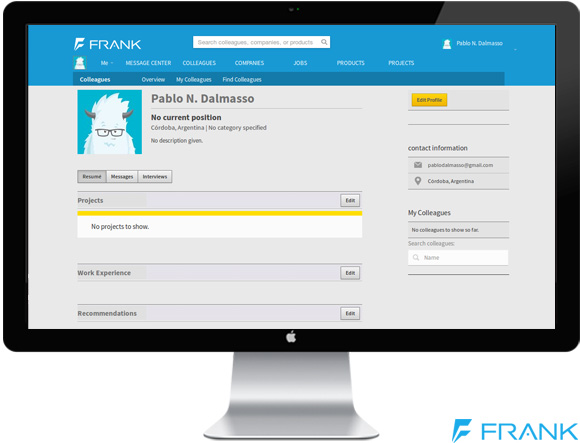 FRANK
Search colleagues, companies, or products
Pablo N. Dalmasso
Me
MESSAGE CENTER
COLLEAGUES
COMPANIES
JOBS
PRODUCTS
PROJECTS
Colleagues
Overview
My Colleagues
Find Colleagues
Pablo N. Dalmasso
No current position
Córdoba, Argentina | No category specified
No description given.
Edit Profile
contact information
pablodalmasso@gmail.com
Córdoba, Argentina
Resumé
Messages
Interviews
Projects
Edit
No projects to show.
My Colleagues
No colleagues to show so far.
Search colleagues
Name
Work Experience
Edit
Recommendations
Edit
FRANK